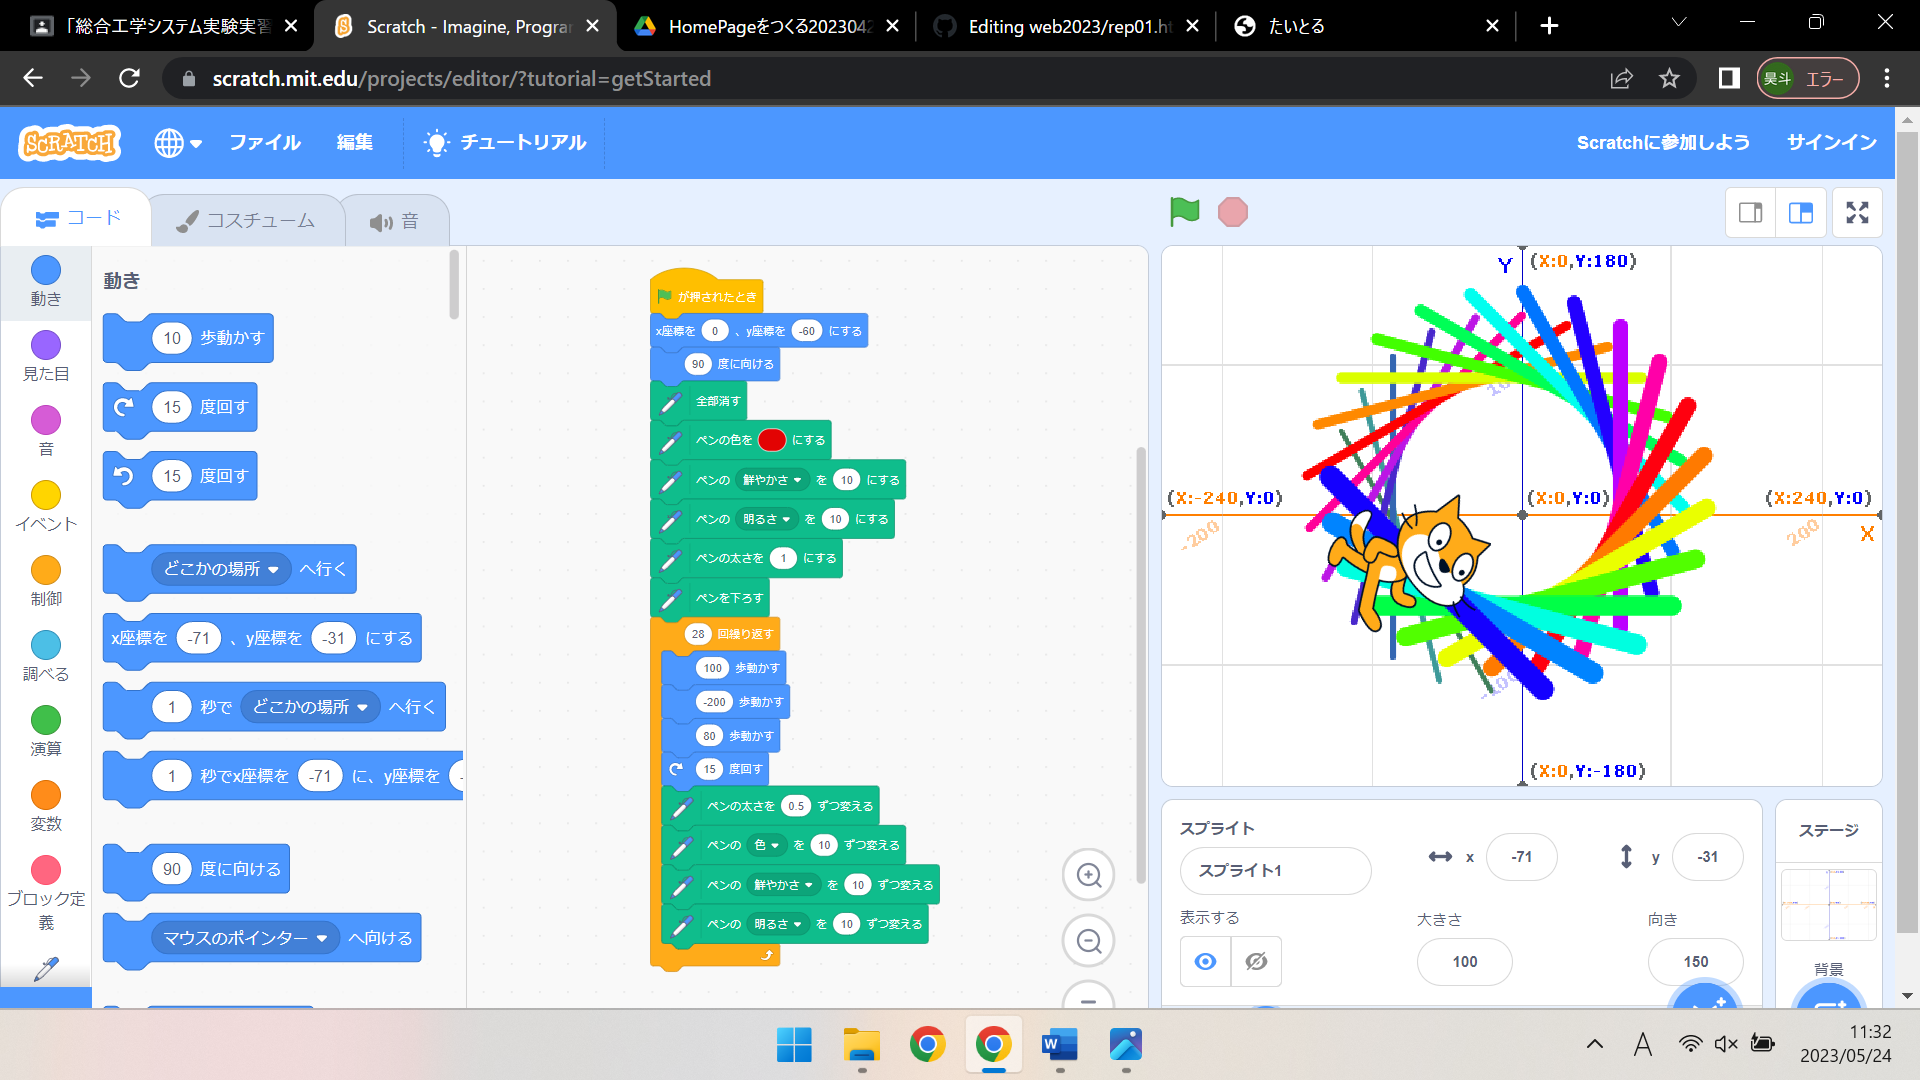 「総合工学システム実験実習
Scratch - Imagine, Program
HomePageをつくる2023042
Editing web2023/rep01.ht
たいとる
scratch.mit.edu/projects/editor/?tutorial=getStarted
昊斗 エラー
SCRATCH
ファイル
編集
チュートリアル
Scratchに参加しよう
サインイン
コード
コスチューム
音
動き
見た目
音
イベント
制御
調べる
演算
変数
ブロック定
義
動き
10 歩動かす
15 度回す
15 度回す
どこかの場所 へ行く
x座標を -71 、y座標を -31 にする
1 秒で どこかの場所 へ行く
1 秒でx座標を -71 に、y座標を
90 度に向ける
マウスのポインター へ向ける
が押されたとき
x座標を 0 、y座標を -60 にする
90 度に向ける
全部消す
ペンの色を にする
ペンの 鮮やかさ を 10 にする
ペンの 明るさ を 10 にする
ペンの太さを 1 にする
ペンを下ろす
28 回繰り返す
100 歩動かす
-200 歩動かす
80 歩動かす
15 度回す
ペンの太さを 0.5 ずつ変える
ペンの 色 を 10 ずつ変える
ペンの 鮮やかさ を 10 ずつ変える
ペンの 明るさ を 10 ずつ変える
Y (X:0,Y:180)
(X:-240,Y:0)
(X:0,Y:0)
(X:240,Y:0)
-200
200
X
-100
(X:0,Y:-180)
スプライト
スプライト1
x -71
y -31
表示する
大きさ
100
向き
150
ステージ
背景
A
11:32
2023/05/24